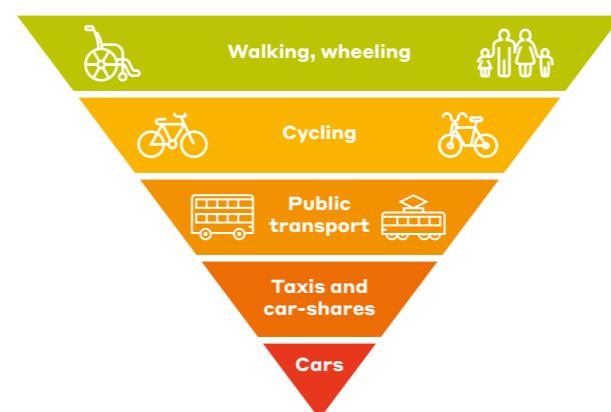 Walking, wheeling
Cycling
Public
transport
Taxis and
car-shares
Cars